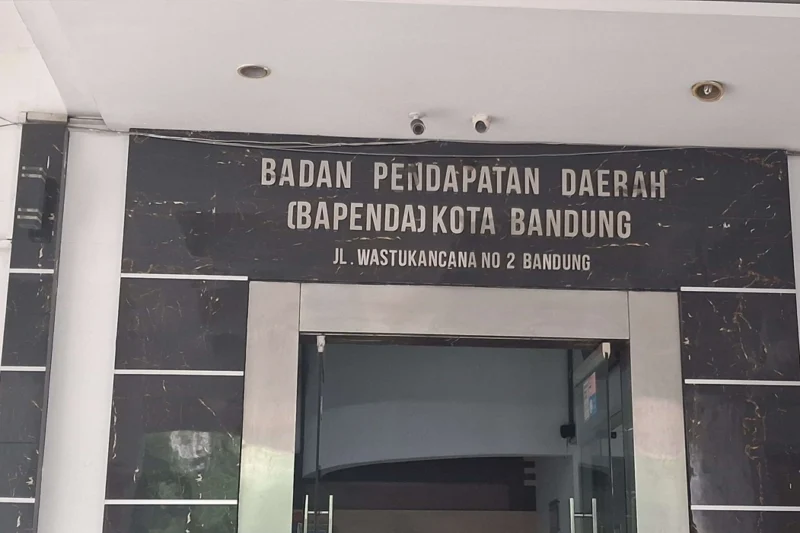 BADAN PENDAPATAN DAERAH
(BAPENDA) KOTA BANDUNG
JL. WASTUKANCANA NO 2 BANDUNG